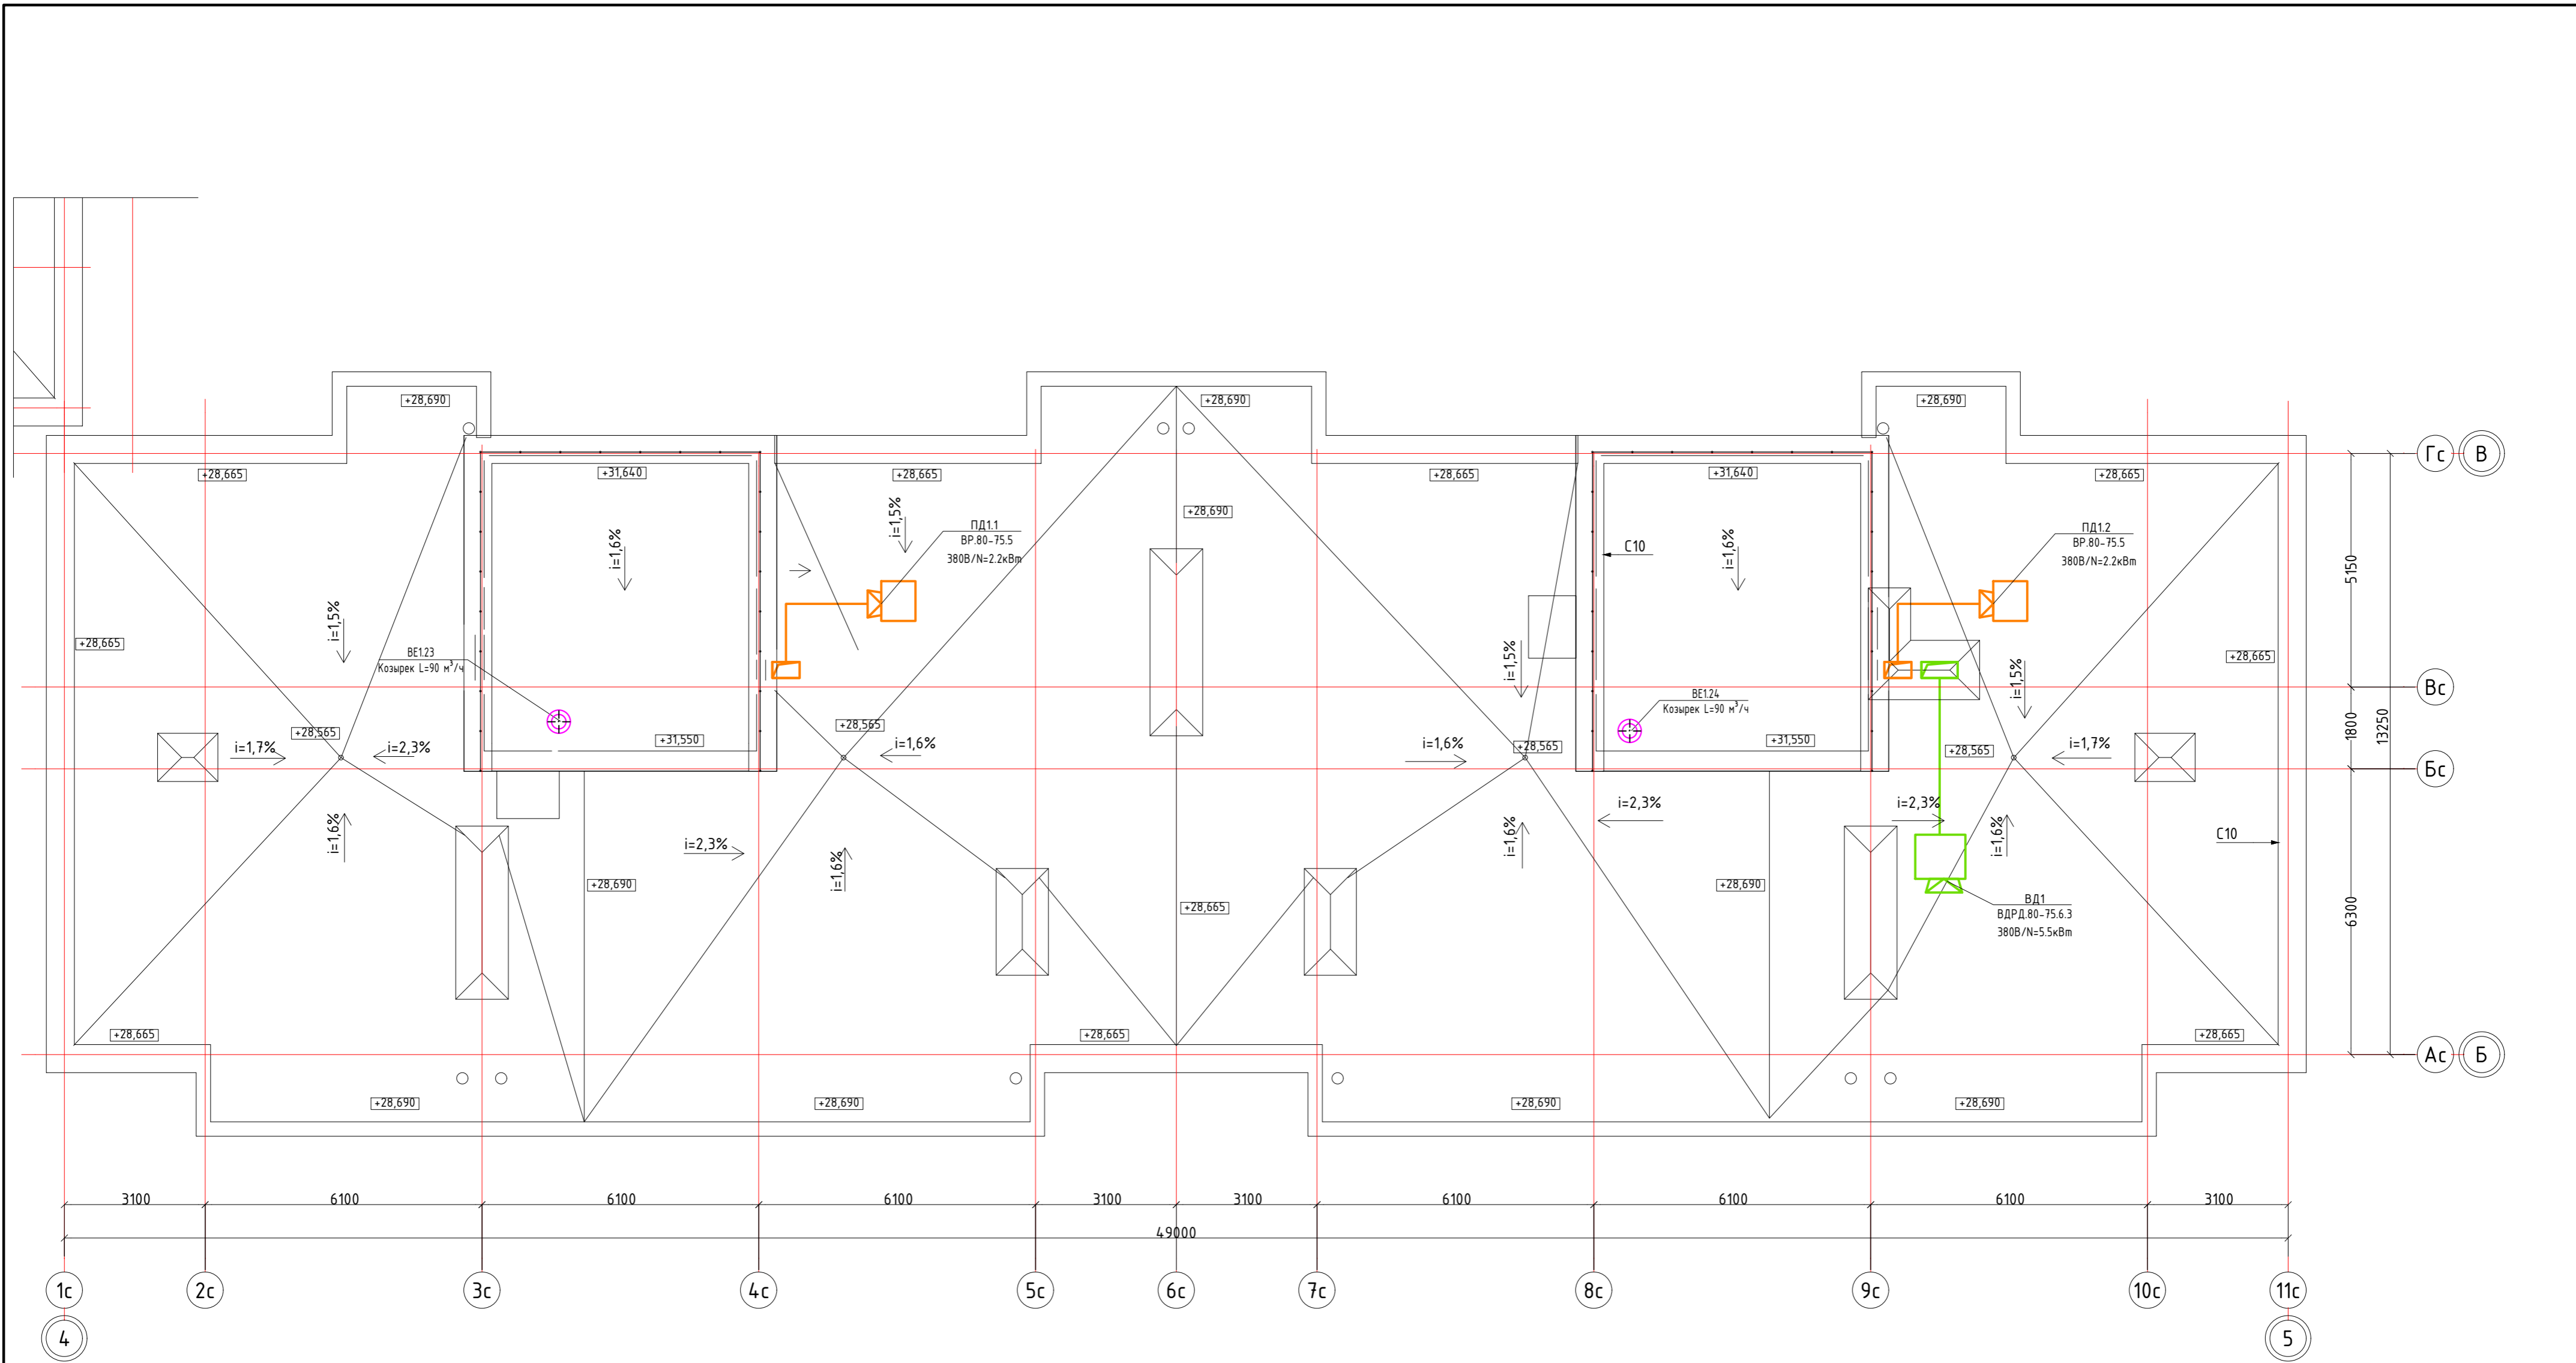 +28,690
+28,690
+28,690
+28,665
+31,640
+28,665
+28,665
+31,640
+28,665
Гс
В
i=1,5%
+28,690
ПД1.1
ВР.80-75.5
380В/N=2.2кВт
i=1,6%
С10
i=1,6%
ПД1.2
ВР.80-75.5
380В/N=2.2кВт
5150
i=1,5%
+28,665
ВЕ1.23
Козырек L=90 м³/ч
i=1,5%
i=1,5%
+28,665
Вс
ВЕ1.24
Козырек L=90 м³/ч
+28,565
+28,565
1800
13250
i=1,7%
i=2,3%
+31,550
i=1,6%
i=1,6%
+28,565
+31,550
+28,565
i=1,7%
Бс
i=2,3%
i=2,3%
i=1,6%
i=2,3%
i=1,6%
i=1,6%
i=1,6%
С10
+28,690
+28,665
+28,690
ВД1
ВДРД.80-75.6.3
380В/N=5.5кВт
6300
+28,665
+28,665
+28,665
Ас
Б
+28,690
+28,690
+28,690
+28,690
3100
6100
6100
6100
3100
3100
6100
6100
6100
3100
49000
1с
2с
3с
4с
5с
6с
7с
8с
9с
10с
11с
4
5